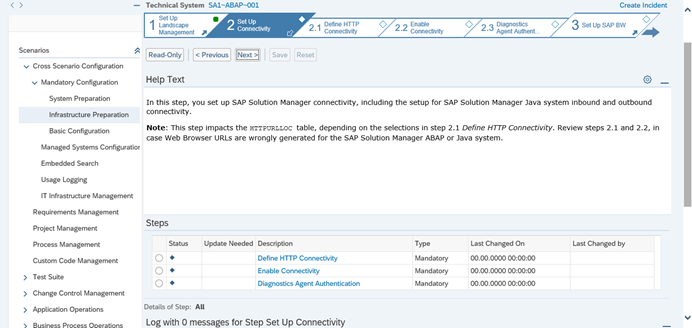 Technical System SA1~ABAP~001
Create Incident
1 Set Up Landscape Management
2 Set Up Connectivity
2.1 Define HTTP Connectivity
2.2 Enable Connectivity
2.3 Diagnostics Agent Authent...
3 Set Up SAP BW
Read-Only
< Previous
Next >
Save
Reset
Scenarios
Cross Scenario Configuration
Mandatory Configuration
System Preparation
Infrastructure Preparation
Basic Configuration
Managed Systems Configuration
Embedded Search
Usage Logging
IT Infrastructure Management
Requirements Management
Project Management
Process Management
Custom Code Management
Test Suite
Change Control Management
Application Operations
Business Process Operations
Help Text
In this step, you set up SAP Solution Manager connectivity, including the setup for SAP Solution Manager Java system inbound and outbound
connectivity.
Note: This step impacts the HTTPURLLOC table, depending on the selections in step 2.1 Define HTTP Connectivity. Review steps 2.1 and 2.2, in
case Web Browser URLs are wrongly generated for the SAP Solution Manager ABAP or Java system.
Steps
Status Update Needed Description Type Last Changed On Last Changed by
Define HTTP Connectivity Mandatory 00.00.0000 00:00:00
Enable Connectivity Mandatory 00.00.0000 00:00:00
Diagnostics Agent Authentication Mandatory 00.00.0000 00:00:00
Details of Step: All
Log with 0 messages for Step Set Up Connectivity